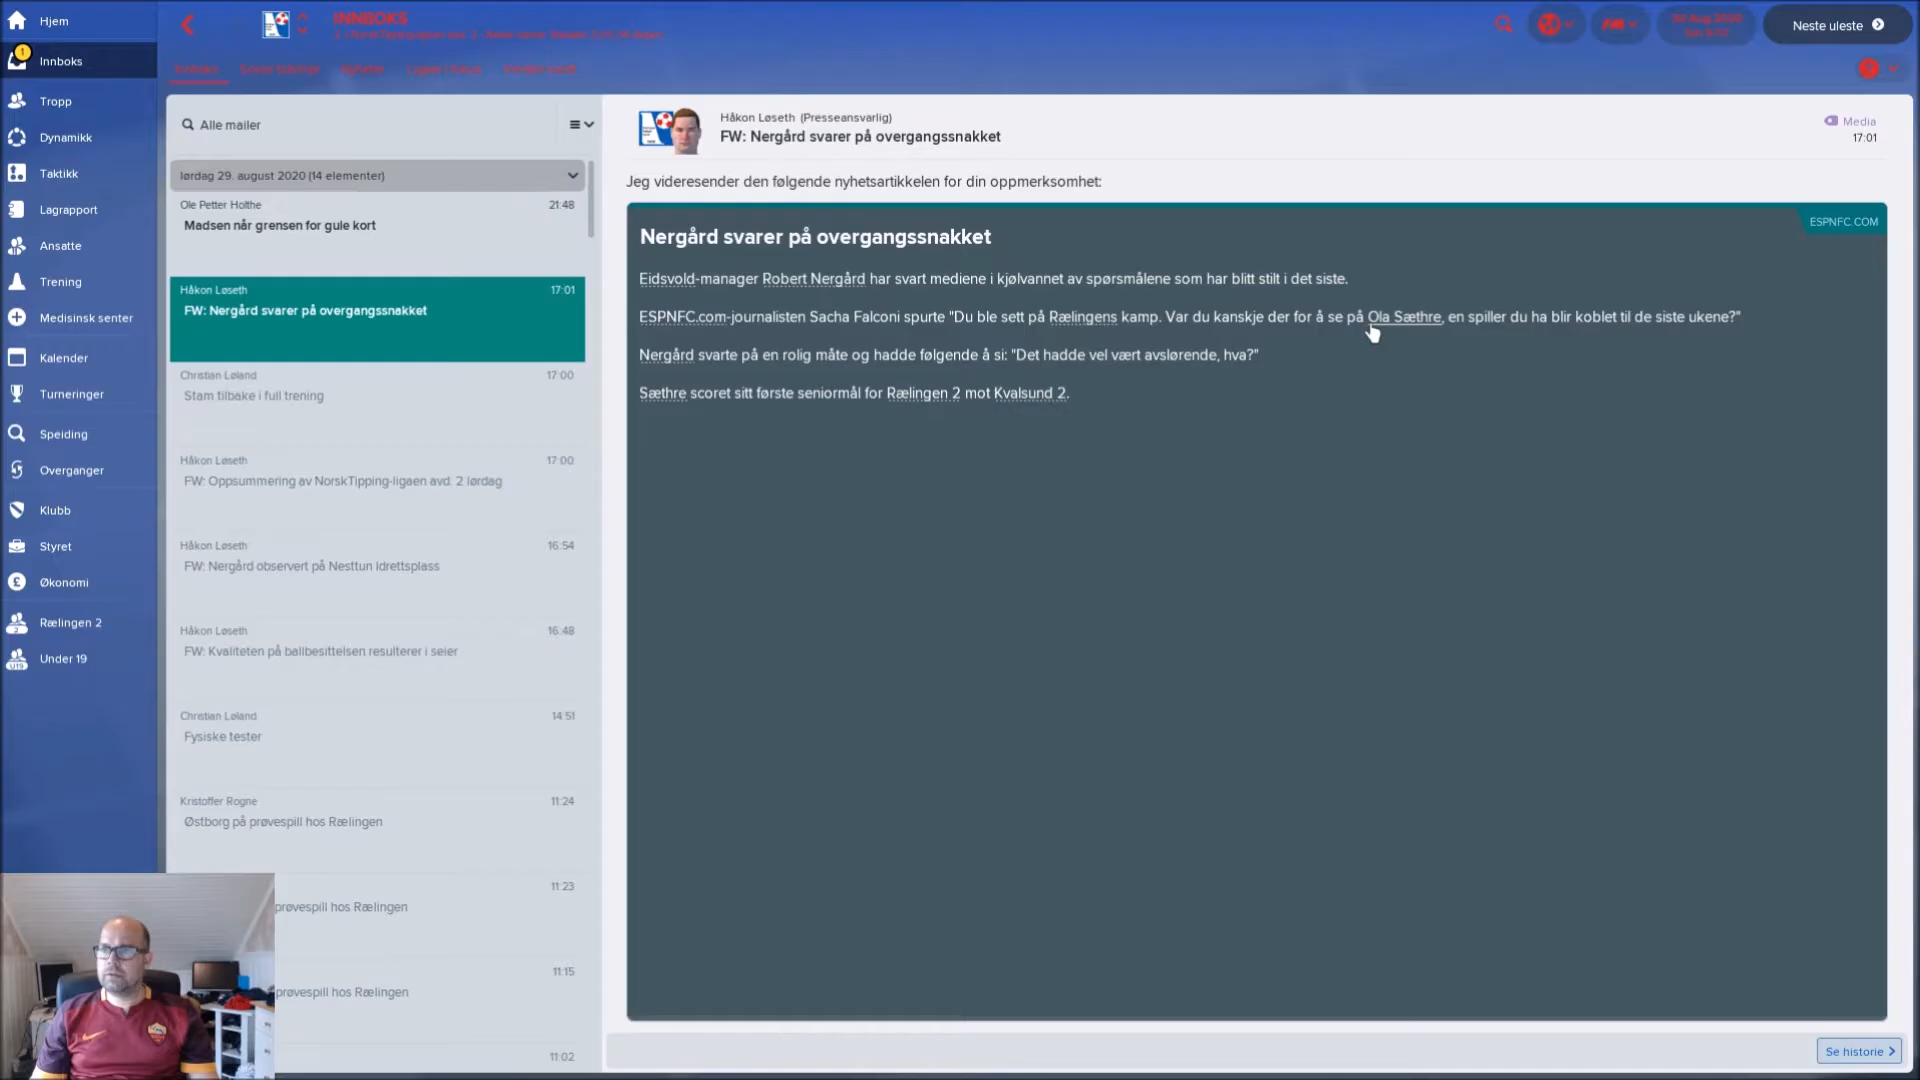 Hjem
Innboks
Tropp
Dynamikk
Taktikk
Lagrapport
Ansatte
Trening
Medisinsk senter
Kalender
Turneringer
Speiding
Overganger
Klubb
Styret
Økonomi
Rælingen 2
Under 19
INNBOKS
Innboks
Nyheter
Neste uleste
Alle mailer
lørdag 29. august 2020 (14 elementer)
Ole Petter Holthe 21:48
Madsen når grensen for gule kort
Håkon Løseth 17:01
FW: Nergård svarer på overgangssnakket
Christian Løland 17:00
Stam tilbake i full trening
Håkon Løseth 17:00
FW: Oppsummering av NorskTipping-ligaen avd. 2 lørdag
Håkon Løseth 16:54
FW: Nergård observert på Nesttun Idrettsplass
Håkon Løseth 16:48
FW: Kvaliteten på ballbesittelsen resulterer i seier
Christian Løland 14:51
Fysiske tester
Kristoffer Rogne 11:24
Østborg på prøvespill hos Rælingen
11:23
prøvespill hos Rælingen
11:15
prøvespill hos Rælingen
11:02
Håkon Løseth (Presseansvarlig)
FW: Nergård svarer på overgangssnakket
Media
17:01
Jeg videresender den følgende nyhetsartikkelen for din oppmerksomhet:
ESPNFC.COM
Nergård svarer på overgangssnakket
Eidsvold-manager Robert Nergård har svart mediene i kjølvannet av spørsmålene som har blitt stilt i det siste.
ESPNFC.com-journalisten Sacha Falconi spurte "Du ble sett på Rælingens kamp. Var du kanskje der for å se på Ola Sæthre, en spiller du ha blir koblet til de siste ukene?"
Nergård svarte på en rolig måte og hadde følgende å si: "Det hadde vel vært avslørende, hva?"
Sæthre scoret sitt første seniormål for Rælingen 2 mot Kvalsund 2.
Se historie